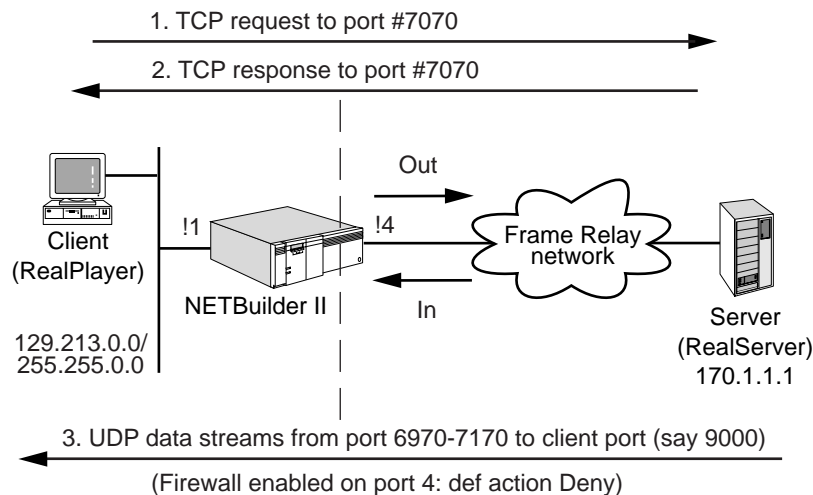 1. TCP request to port #7070
2. TCP response to port #7070
Out
!1
!4
Client
(RealPlayer)
Frame Relay
network
NETBuilder II
In
Server
(RealServer)
170.1.1.1
129.213.0.0/
255.255.0.0
3. UDP data streams from port 6970-7170 to client port (say 9000)
(Firewall enabled on port 4: def action Deny)